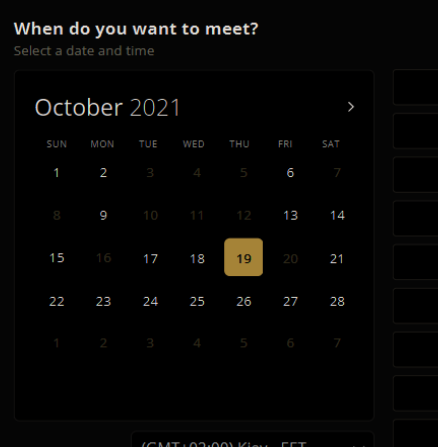 When do you want to meet?
Select a date and time
October 2021 >
SUN MON TUE WED THU FRI SAT
1 2 3 4 5 6 7
8 9 10 11 12 13 14
15 16 17 18 19 20 21
22 23 24 25 26 27 28
1 2 3 4 5 6 7
(GMT+02:00) Kiev - EET